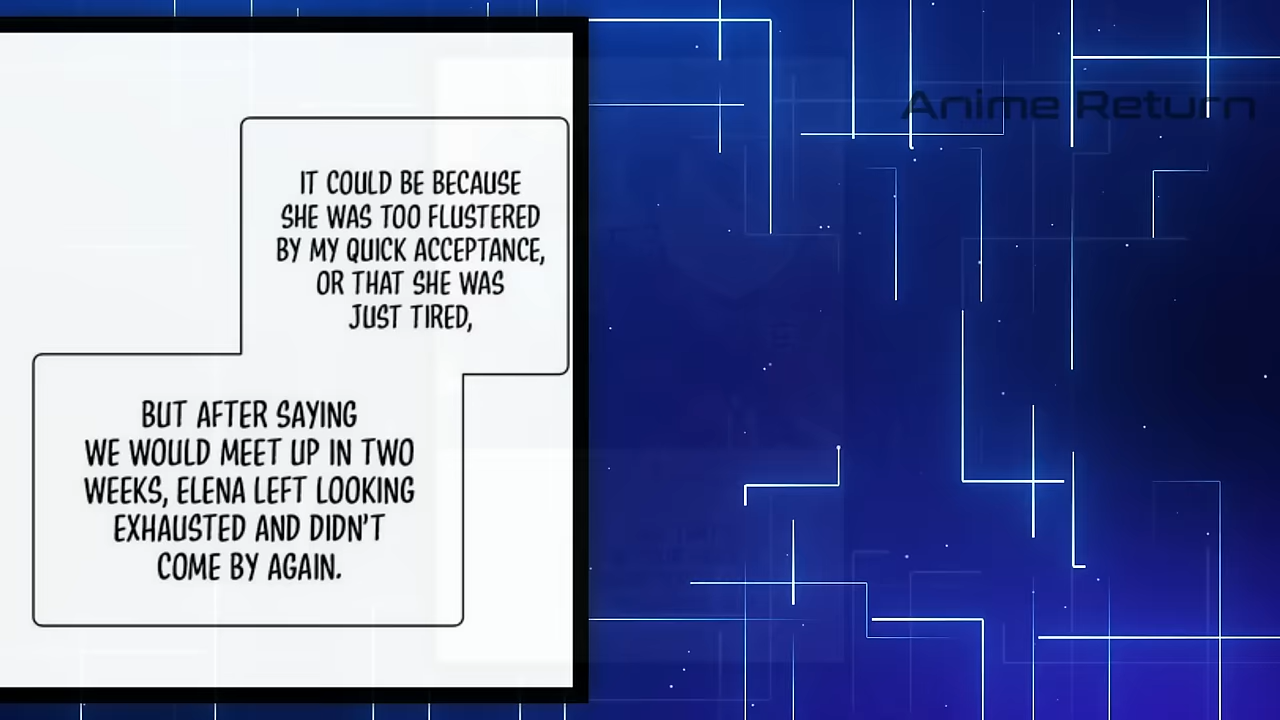 Anime Return
IT COULD BE BECAUSE
SHE WAS TOO FLUSTERED
BY MY QUICK ACCEPTANCE,
OR THAT SHE WAS
JUST TIRED,
BUT AFTER SAYING
WE WOULD MEET UP IN TWO
WEEKS, ELENA LEFT LOOKING
EXHAUSTED AND DIDN'T
COME BY AGAIN.